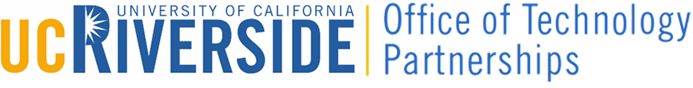 UNIVERSITY OF CALIFORNIA
UCRIVERSIDE
Office of Technology
Partnerships